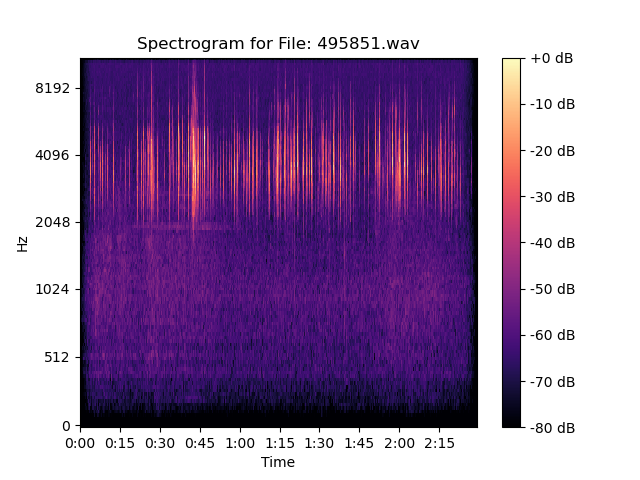 Spectrogram for File: 495851.wav
Hz
8192
4096
2048
1024
512
0
0:00 0:15 0:30 0:45 1:00 1:15 1:30 1:45 2:00 2:15
Time
+0 dB
-10 dB
-20 dB
-30 dB
-40 dB
-50 dB
-60 dB
-70 dB
-80 dB